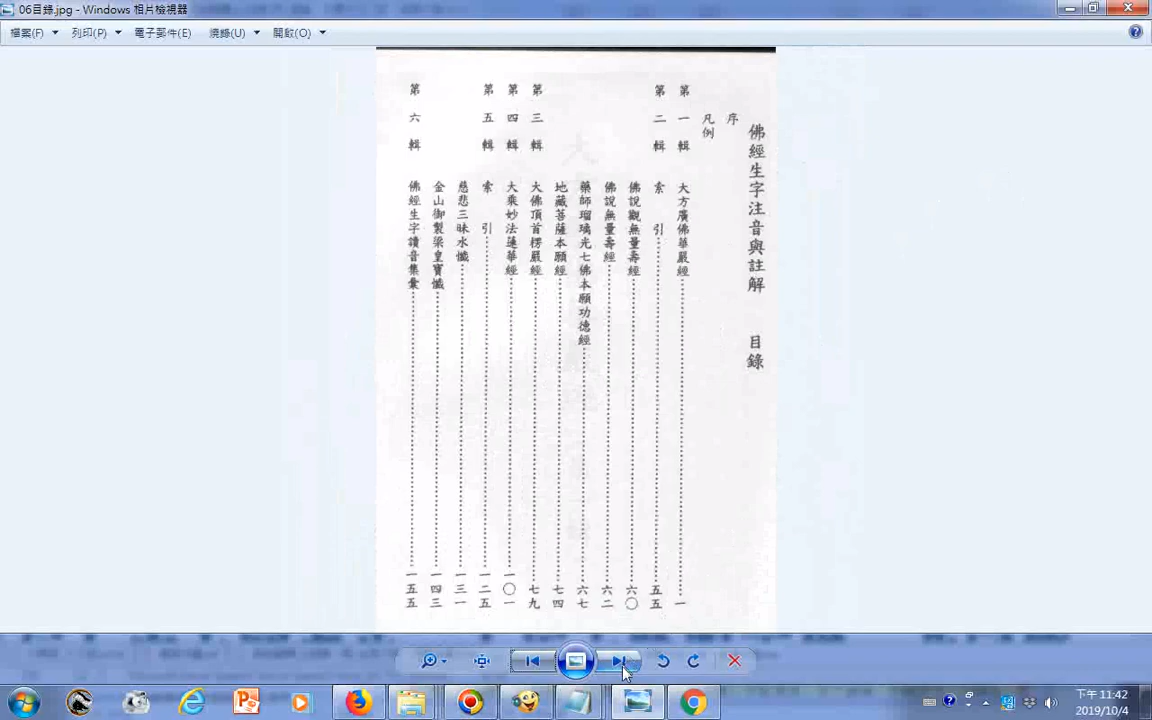 06目錄.jpg - Windows 相片檢視器
檔案(F) 列印(P) 電子郵件(E) 燒錄(U) 開啟(O)
佛經生字注音與註解 目錄
序
凡例
第一輯 大方廣佛華嚴經 一
第二輯 索引 五五
佛說觀無量壽經 六〇
佛說無量壽經 六二
藥師瑠璃光七佛本願功德經 六七
地藏菩薩本願經 七四
第三輯 大佛頂首楞嚴經 七九
第四輯 大乘妙法蓮華經 一〇一
第五輯 索引 一二五
慈悲三昧水懺 一三一
金山御製梁皇寶懺 一四三
第六輯 佛經生字讀音集彙 一五五
下午 11:42
2019/10/4